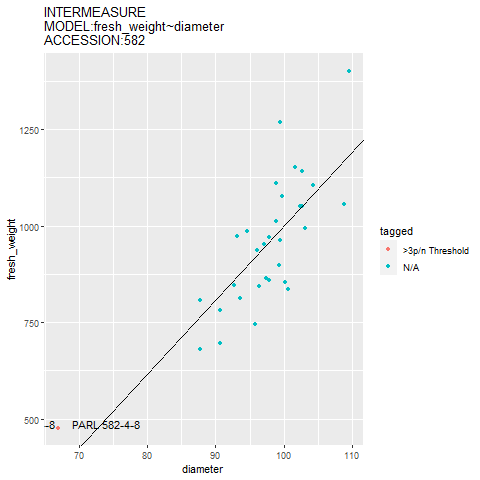 INTERMEASURE
MODEL:fresh_weight~diameter
ACCESSION:582
fresh_weight
1250
1000
750
500
-8
PARL 582-4-8
70
80
90
100
110
diameter
tagged
>3p/n Threshold
N/A